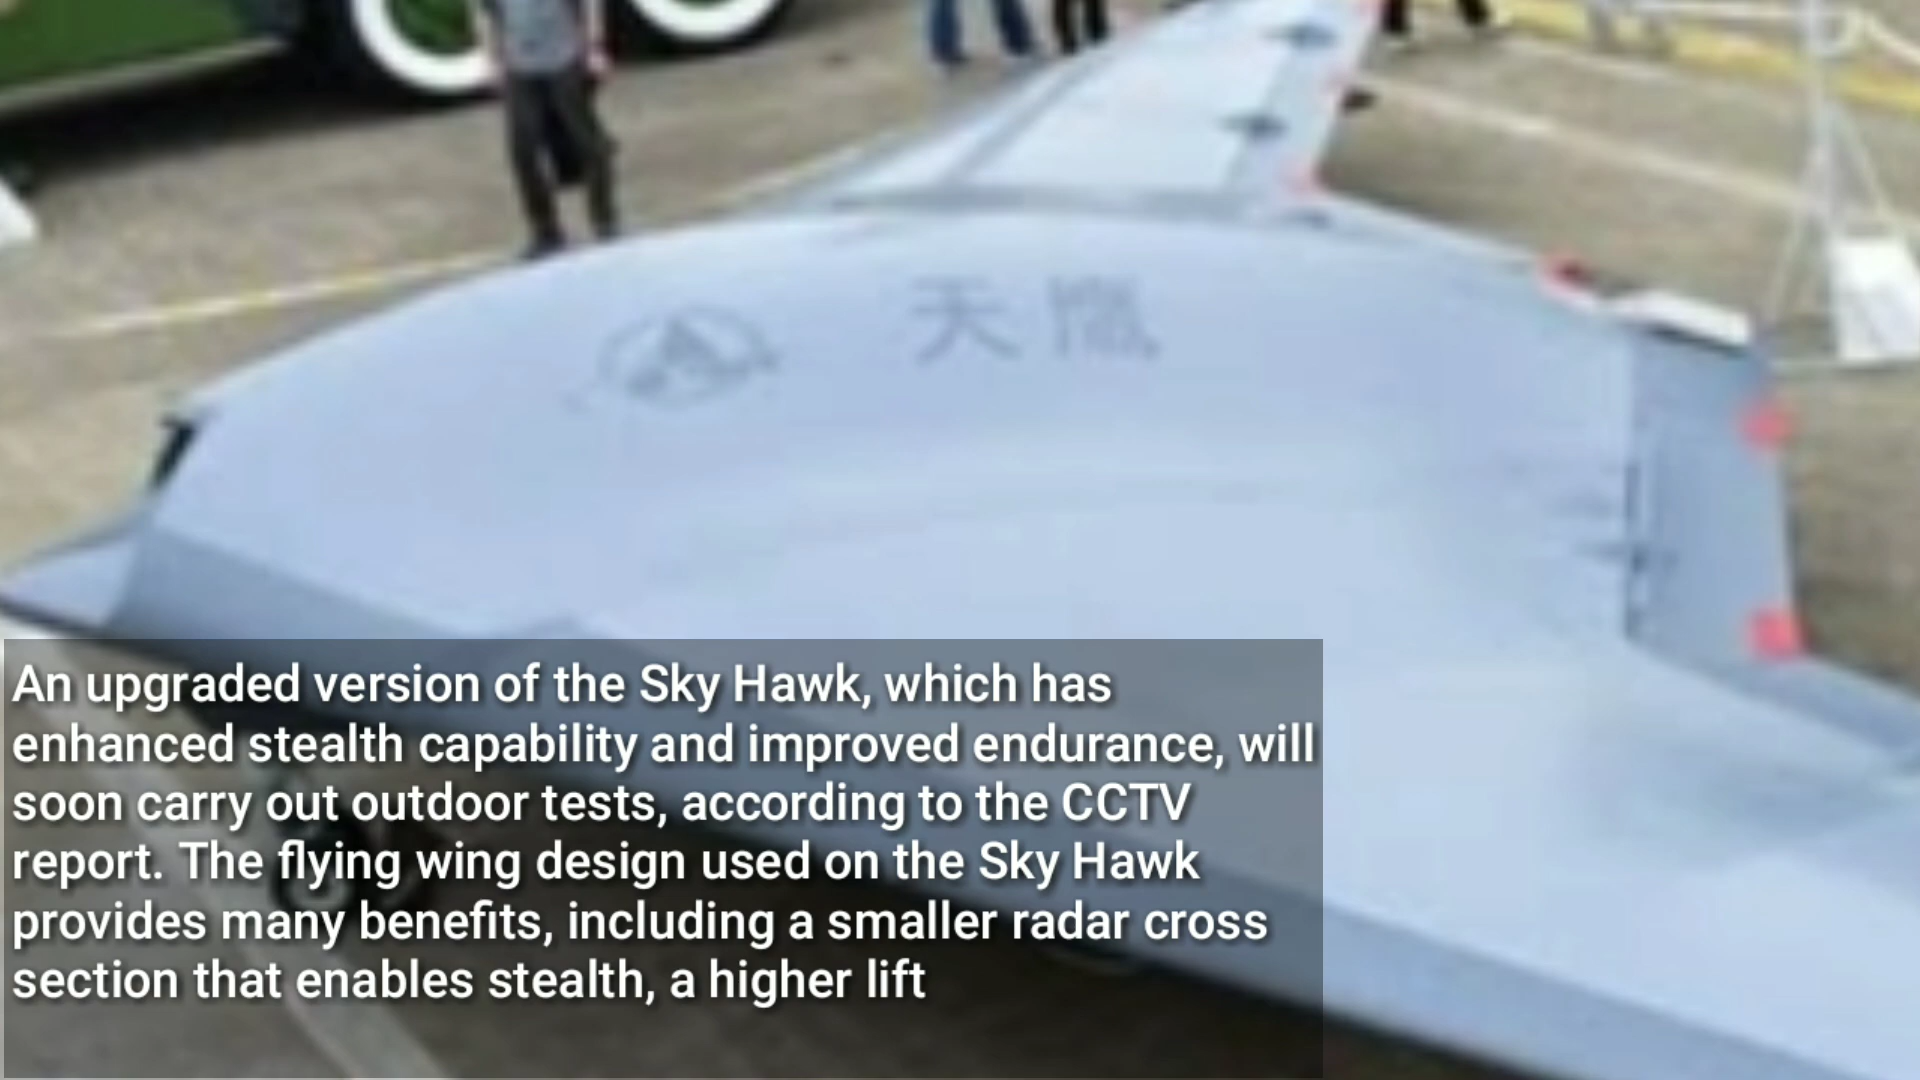 天鹰
An upgraded version of the Sky Hawk, which has
enhanced stealth capability and improved endurance, will
soon carry out outdoor tests, according to the CCTV
report. The flying wing design used on the Sky Hawk
provides many benefits, including a smaller radar cross
section that enables stealth, a higher lift